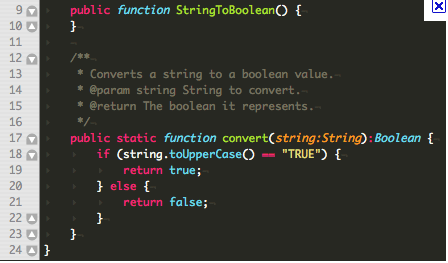 9 public function StringToBoolean() {
10 }
11
12 /**
13 * Converts a string to a boolean value.
14 * @param string String to convert.
15 * @return The boolean it represents.
16 */
17 public static function convert(string:String):Boolean {
18 if (string.toUpperCase() == "TRUE") {
19 return true;
20 } else {
21 return false;
22 }
23 }
24 }